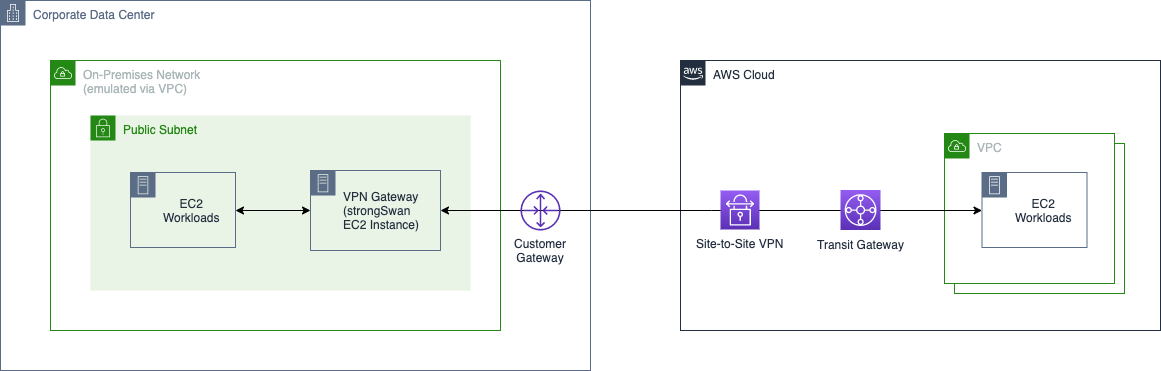 Corporate Data Center
On-Premises Network
(emulated via VPC)
Public Subnet
EC2
Workloads
VPN Gateway
(strongSwan
EC2 Instance)
Customer
Gateway
aws
AWS Cloud
Site-to-Site VPN
Transit Gateway
VPC
EC2
Workloads